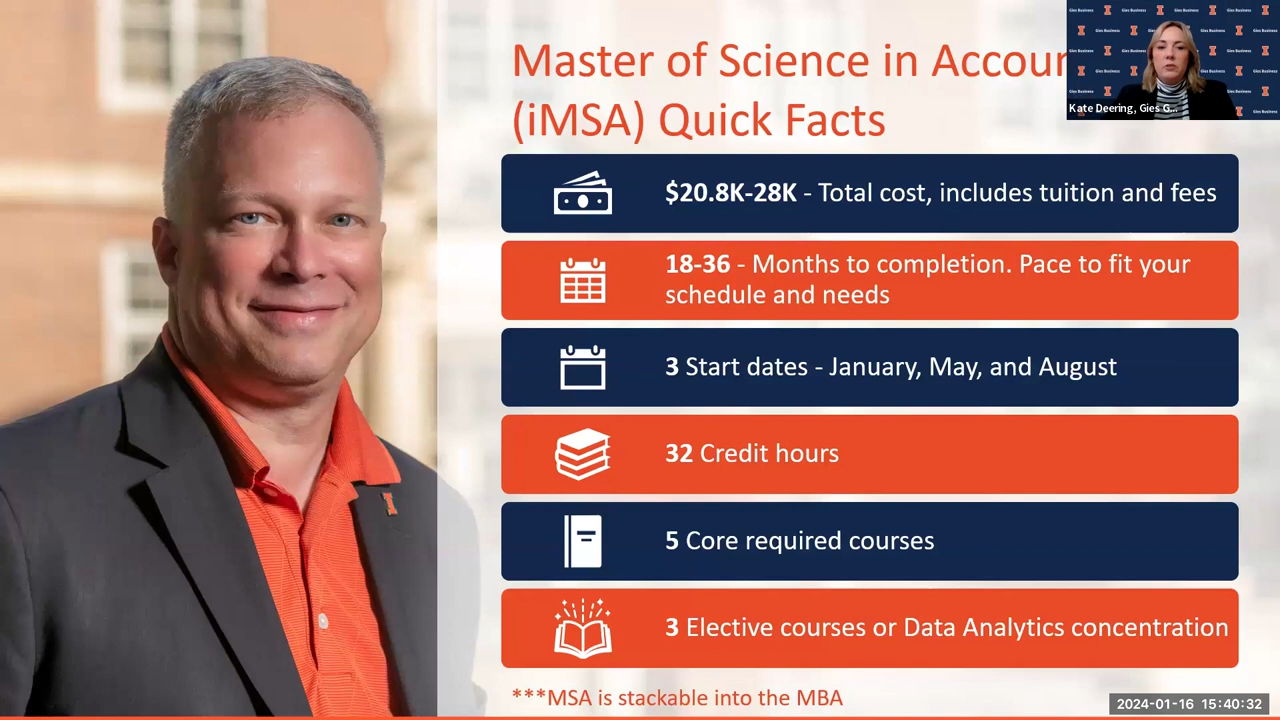 Master of Science in Accoun
(iMSA) Quick Facts
Kate Deering, Gies G...
$20.8K-28K - Total cost, includes tuition and fees
18-36 - Months to completion. Pace to fit your
schedule and needs
3 Start dates - January, May, and August
32 Credit hours
5 Core required courses
3 Elective courses or Data Analytics concentration
***MSA is stackable into the MBA
2024-01-16 15:40:32